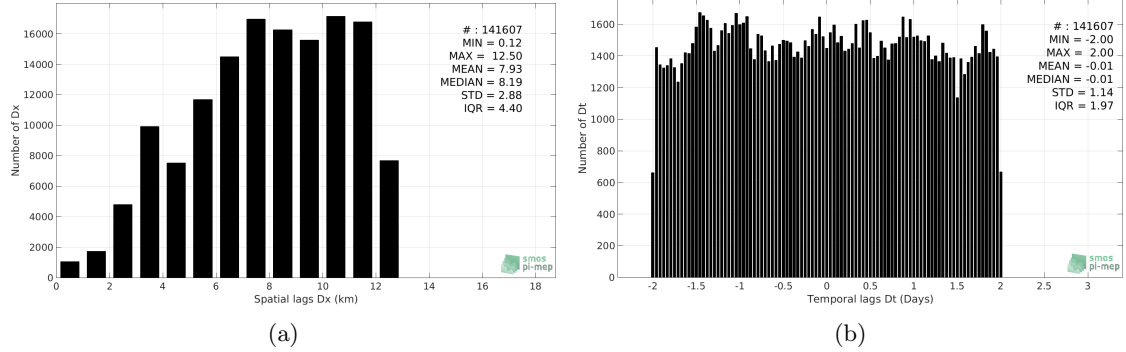 # : 141607
MIN = 0.12
MAX = 12.50
MEAN = 7.93
MEDIAN = 8.19
STD = 2.88
IQR = 4.40
Number of Dx
16000
14000
12000
10000
8000
6000
4000
2000
0
0 2 4 6 8 10 12 14 16 18
Spatial lags Dx (km)
smos
pi-mep
(a)
# : 141607
MIN = -2.00
MAX = 2.00
MEAN = -0.01
MEDIAN = -0.01
STD = 1.14
IQR = 1.97
Number of Dt
1600
1400
1200
1000
800
600
400
200
0
-2 -1.5 -1 -0.5 0 0.5 1 1.5 2 2.5 3
Temporal lags Dt (Days)
smos
pi-mep
(b)